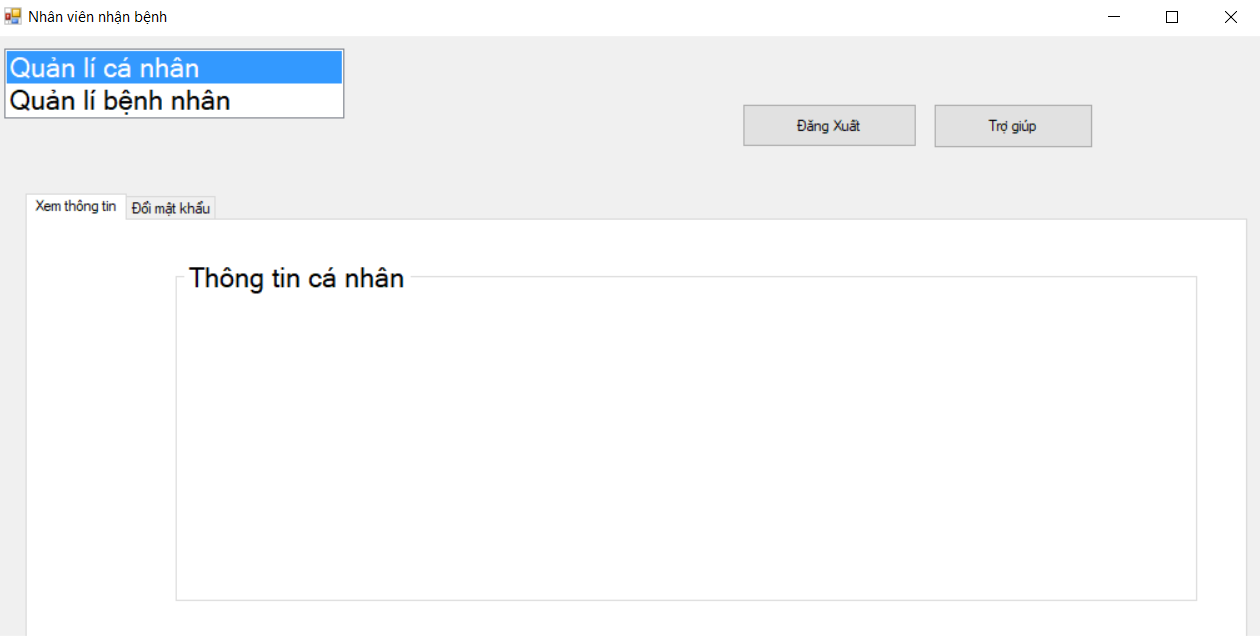 Nhân viên nhận bệnh
Quản lí cá nhân
Quản lí bệnh nhân
Đăng Xuất
Trợ giúp
Xem thông tin
Đổi mật khẩu
Thông tin cá nhân